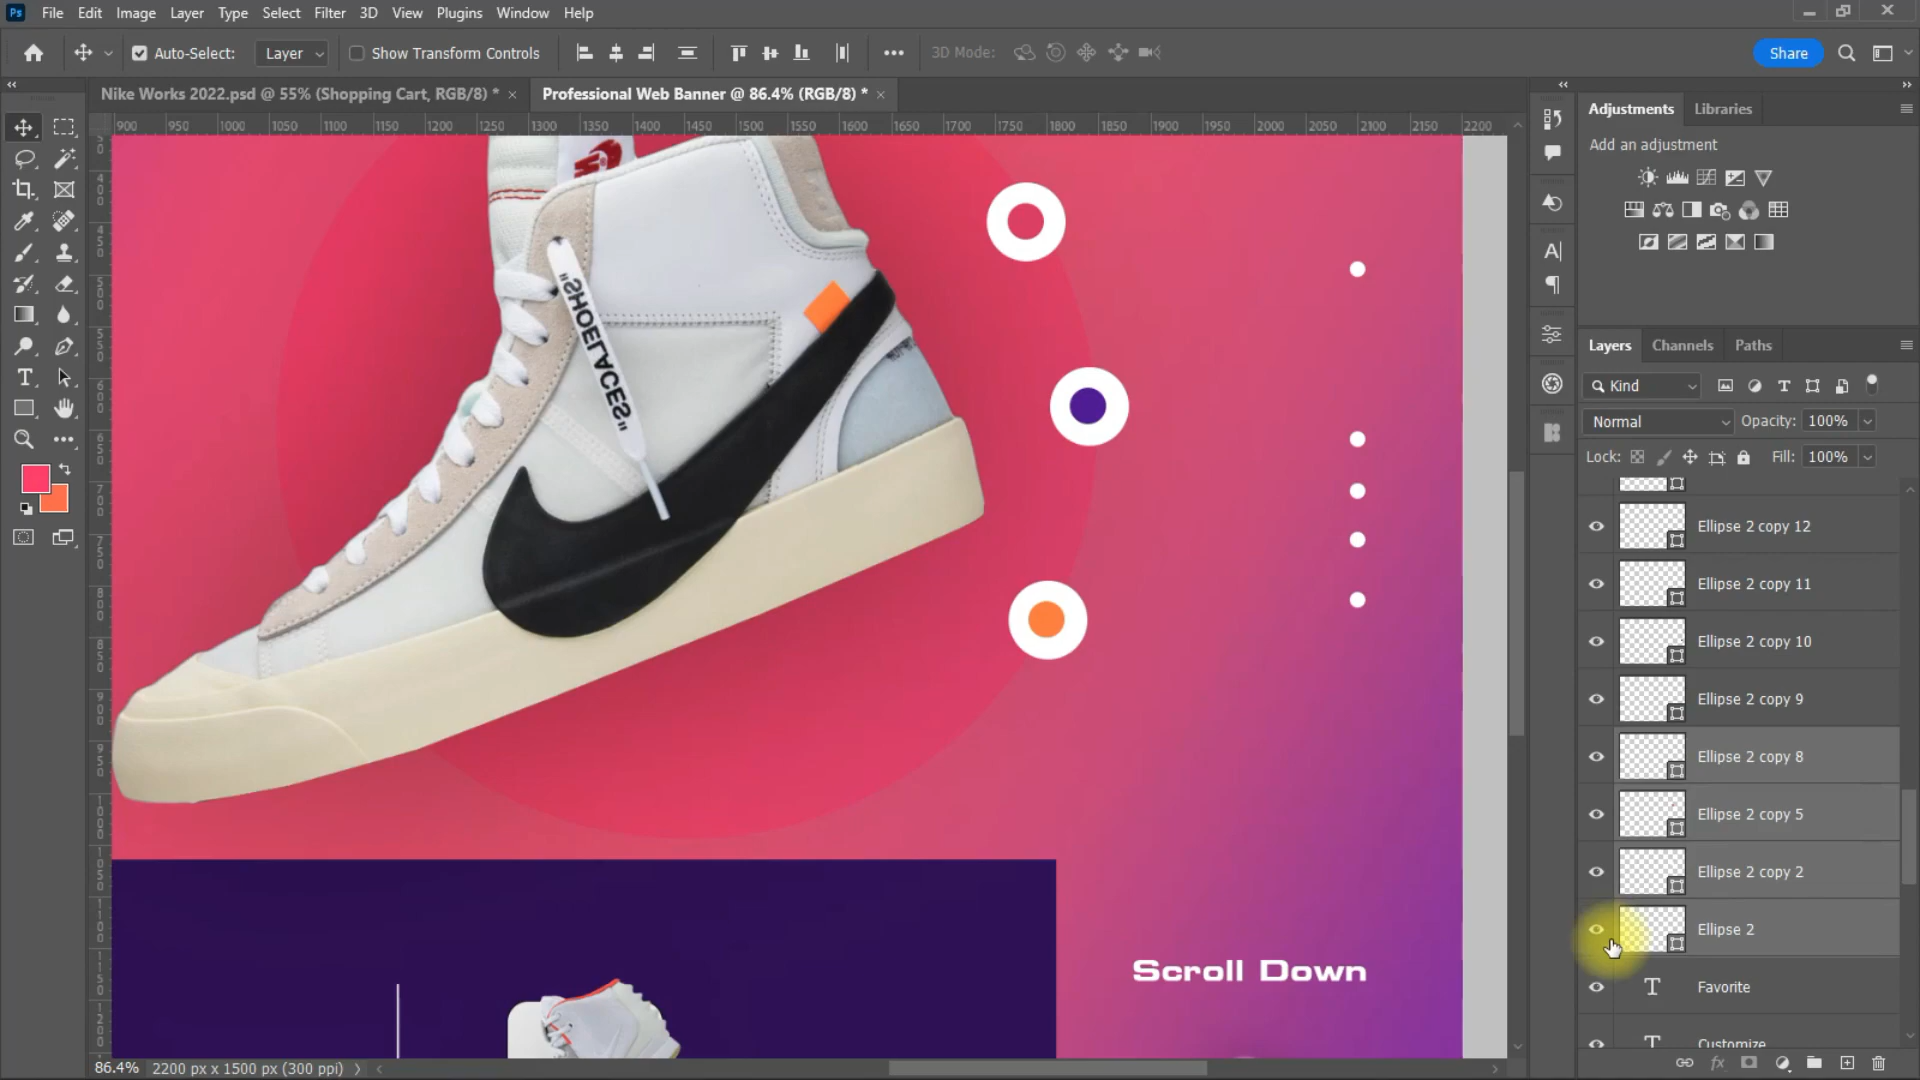 Ps File Edit Image Layer Type Select Filter 3D View Plugins Window Help
Auto-Select: Layer Show Transform Controls ••• 3D Mode: Share
Nike Works 2022.psd @ 55% (Shopping Cart, RGB/8) * × Professional Web Banner @ 86.4% (RGB/8) * ×
900 950 1000 1050 1100 1150 1200 1250 1300 1350 1400 1450 1500 1550 1600 1650 1700 1750 1800 1850 1900 1950 2000 2050 2100 2150 2200
Adjustments Libraries
Add an adjustment
"SHOELACES"
Layers Channels Paths
Kind
Normal Opacity: 100%
Lock: Fill: 100%
Ellipse 2 copy 12
Ellipse 2 copy 11
Ellipse 2 copy 10
Ellipse 2 copy 9
Ellipse 2 copy 8
Ellipse 2 copy 5
Ellipse 2 copy 2
Ellipse 2
Favorite
Customize
Scroll Down
86.4% 2200 px x 1500 px (300 ppi)